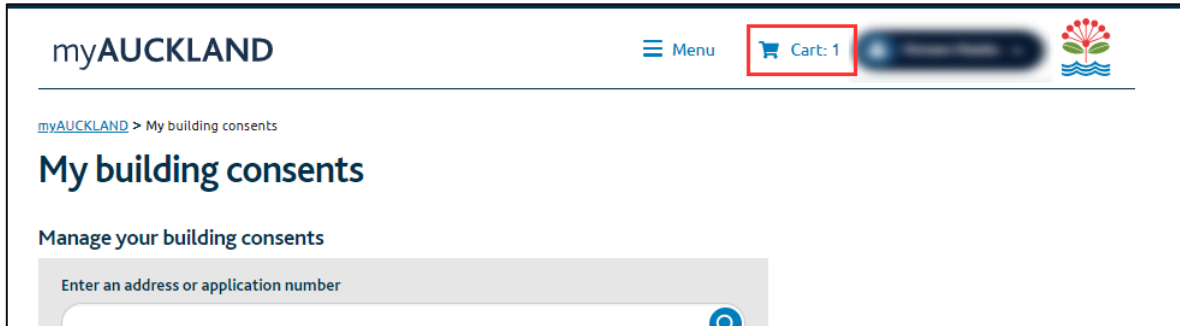 myAUCKLAND Menu Cart: 1
myAUCKLAND > My building consents
My building consents
Manage your building consents
Enter an address or application number